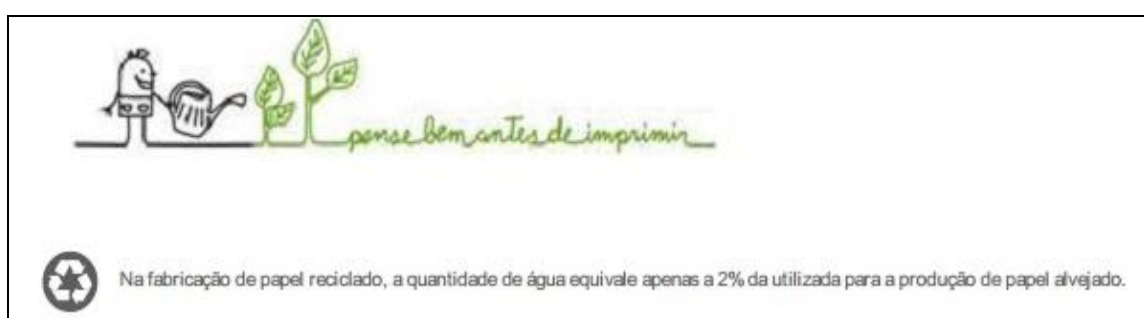 pense bem antes de imprimir
Na fabricação de papel reciclado, a quantidade de água equivale apenas a 2% da utilizada para a produção de papel alvejado.